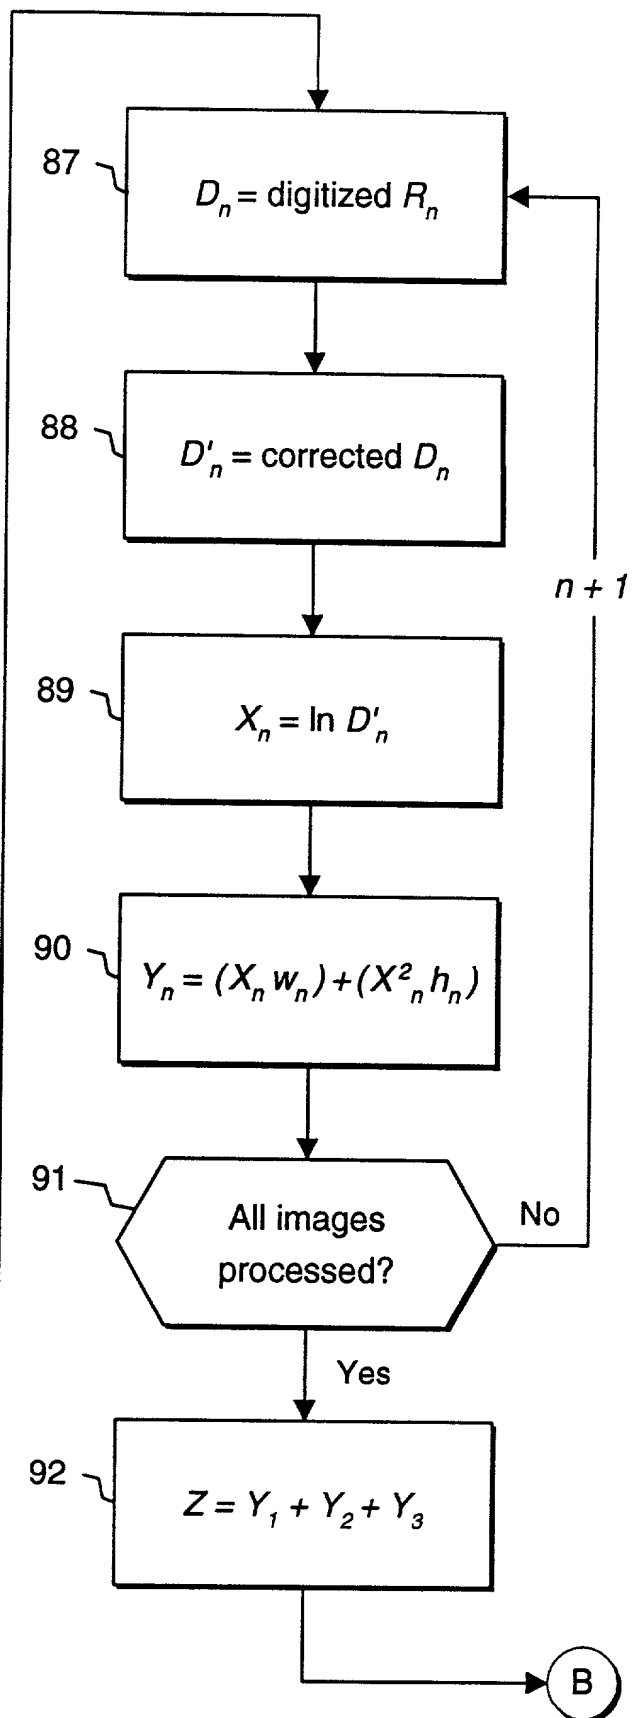 87
Dₙ = digitized Rₙ
88
D'ₙ = corrected Dₙ
n + 1
89
Xₙ = ln D'ₙ
90
Yₙ = (Xₙ wₙ) + (X²ₙ hₙ)
91
All images
processed?
No
Yes
92
Z = Y₁ + Y₂ + Y₃
B